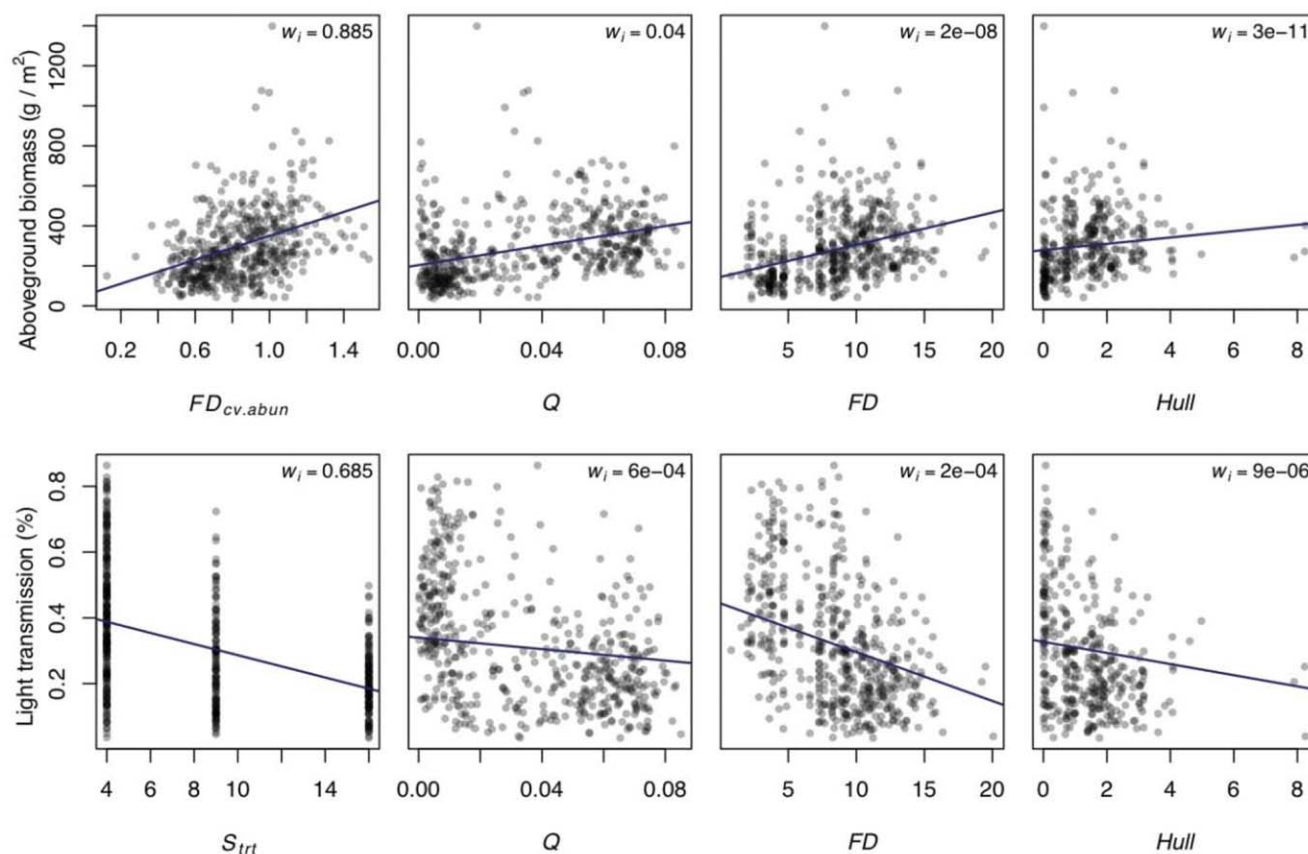 Aboveground biomass (g / m²)
0 400 800 1200
w_i = 0.885
w_i = 0.04
w_i = 2e−08
w_i = 3e−11
0.2 0.6 1.0 1.4
0.00 0.04 0.08
5 10 15 20
0 2 4 6 8
FD_cv.abun
Q
FD
Hull
Light transmission (%)
0.2 0.4 0.6 0.8
w_i = 0.685
w_i = 6e−04
w_i = 2e−04
w_i = 9e−06
4 6 8 10 14
0.00 0.04 0.08
5 10 15 20
0 2 4 6 8
S_trt
Q
FD
Hull